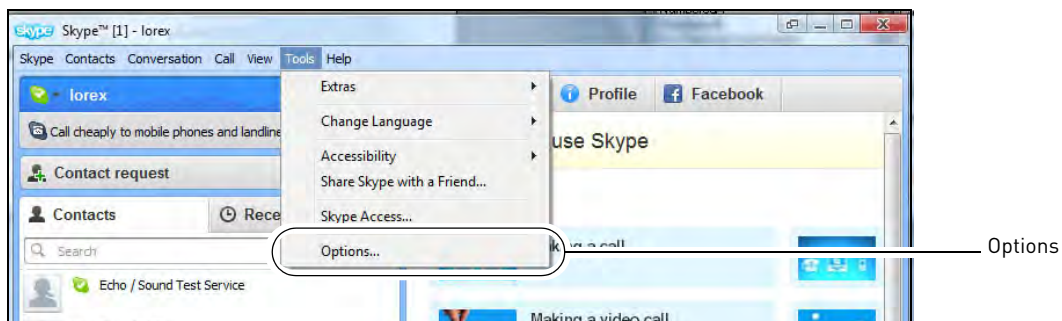 Skype™ [1] - lorex
Skype Contacts Conversation Call View Tools Help
lorex
Profile
Facebook
Call cheaply to mobile phones and landline
use Skype
Contact request
Contacts
Rece
Search
Echo / Sound Test Service
Extras
Change Language
Accessibility
Share Skype with a Friend...
Skype Access...
Options...
Options
a call
Making a video call